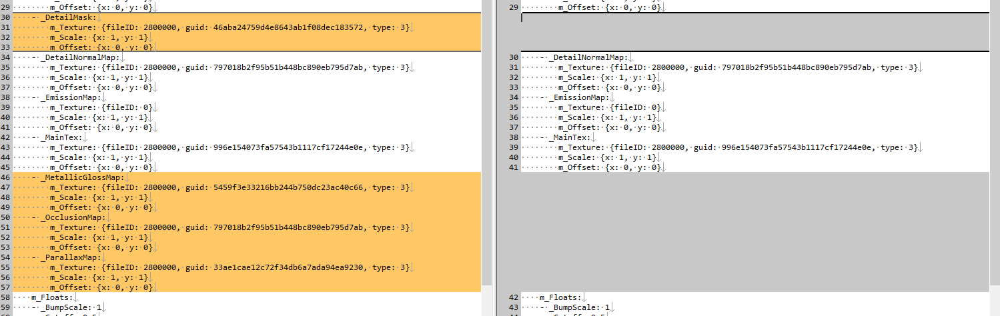 29 m_Offset: {x: 0, y: 0}
30 - _DetailMask:
31 m_Texture: {fileID: 2800000, guid: 46aba24759d4e8643ab1f08dec183572, type: 3}
32 m_Scale: {x: 1, y: 1}
33 m_Offset: {x: 0, y: 0}
34 - _DetailNormalMap:
35 m_Texture: {fileID: 2800000, guid: 797018b2f95b51b448bc890eb795d7ab, type: 3}
36 m_Scale: {x: 1, y: 1}
37 m_Offset: {x: 0, y: 0}
38 - _EmissionMap:
39 m_Texture: {fileID: 0}
40 m_Scale: {x: 1, y: 1}
41 m_Offset: {x: 0, y: 0}
42 - _MainTex:
43 m_Texture: {fileID: 2800000, guid: 996e154073fa57543b1117cf17244e0e, type: 3}
44 m_Scale: {x: 1, y: 1}
45 m_Offset: {x: 0, y: 0}
46 - _MetallicGlossMap:
47 m_Texture: {fileID: 2800000, guid: 5459f3e33216bb244b750dc23ac40c66, type: 3}
48 m_Scale: {x: 1, y: 1}
49 m_Offset: {x: 0, y: 0}
50 - _OcclusionMap:
51 m_Texture: {fileID: 2800000, guid: 797018b2f95b51b448bc890eb795d7ab, type: 3}
52 m_Scale: {x: 1, y: 1}
53 m_Offset: {x: 0, y: 0}
54 - _ParallaxMap:
55 m_Texture: {fileID: 2800000, guid: 33ae1cae12c72f34db6a7ada94ea9230, type: 3}
56 m_Scale: {x: 1, y: 1}
57 m_Offset: {x: 0, y: 0}
58 m_Floats:
59 - _BumpScale: 1
29 m_Offset: {x: 0, y: 0}
30 - _DetailNormalMap:
31 m_Texture: {fileID: 2800000, guid: 797018b2f95b51b448bc890eb795d7ab, type: 3}
32 m_Scale: {x: 1, y: 1}
33 m_Offset: {x: 0, y: 0}
34 - _EmissionMap:
35 m_Texture: {fileID: 0}
36 m_Scale: {x: 1, y: 1}
37 m_Offset: {x: 0, y: 0}
38 - _MainTex:
39 m_Texture: {fileID: 2800000, guid: 996e154073fa57543b1117cf17244e0e, type: 3}
40 m_Scale: {x: 1, y: 1}
41 m_Offset: {x: 0, y: 0}
42 m_Floats:
43 - _BumpScale: 1